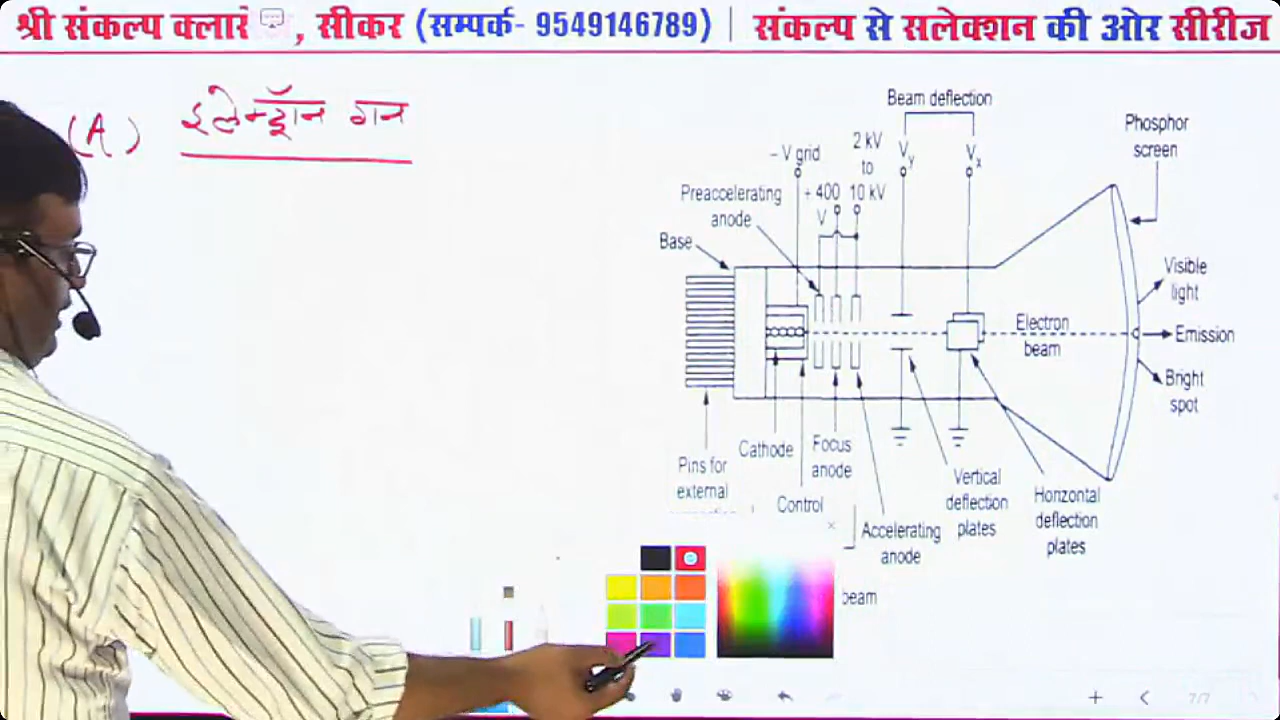 श्री संकल्प क्लासे, सीकर (सम्पर्क- 9549146789) | संकल्प से सलेक्शन की ओर सीरीज
(A) इलेक्ट्रॉन गन
Beam deflection
Phosphor
screen
– V grid
2 kV
to
10 kV
Vy
Vx
+ 400
V
Preaccelerating
anode
Base
Visible
light
Electron
beam
Emission
Bright
spot
Cathode
Focus
anode
Pins for
external
Control
Accelerating
anode
Vertical
deflection
plates
Horizontal
deflection
plates
beam
7/7